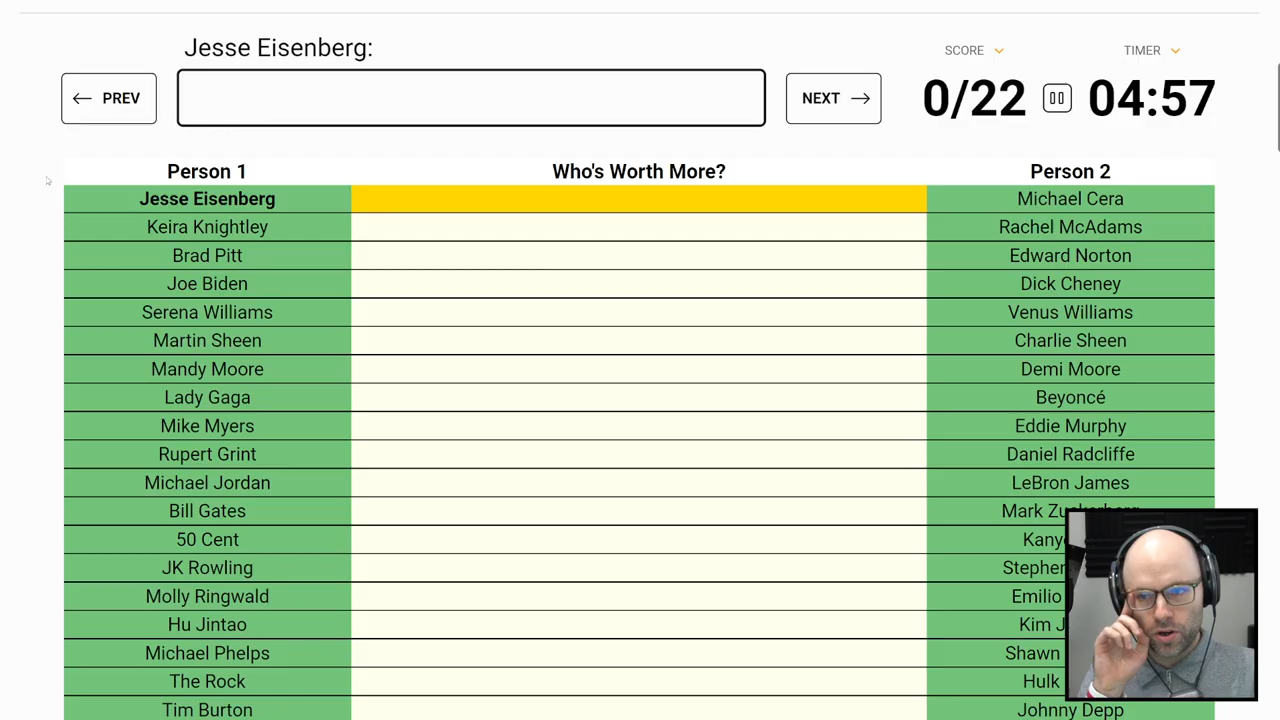 Jesse Eisenberg:
SCORE TIMER
← PREV NEXT → 0/22 04:57
Person 1 Who's Worth More? Person 2
Jesse Eisenberg Michael Cera
Keira Knightley Rachel McAdams
Brad Pitt Edward Norton
Joe Biden Dick Cheney
Serena Williams Venus Williams
Martin Sheen Charlie Sheen
Mandy Moore Demi Moore
Lady Gaga Beyoncé
Mike Myers Eddie Murphy
Rupert Grint Daniel Radcliffe
Michael Jordan LeBron James
Bill Gates Mark Zuckerberg
50 Cent Kany
JK Rowling Stephen
Molly Ringwald Emilio
Hu Jintao Kim J
Michael Phelps Shawn
The Rock Hulk
Tim Burton Johnny Depp